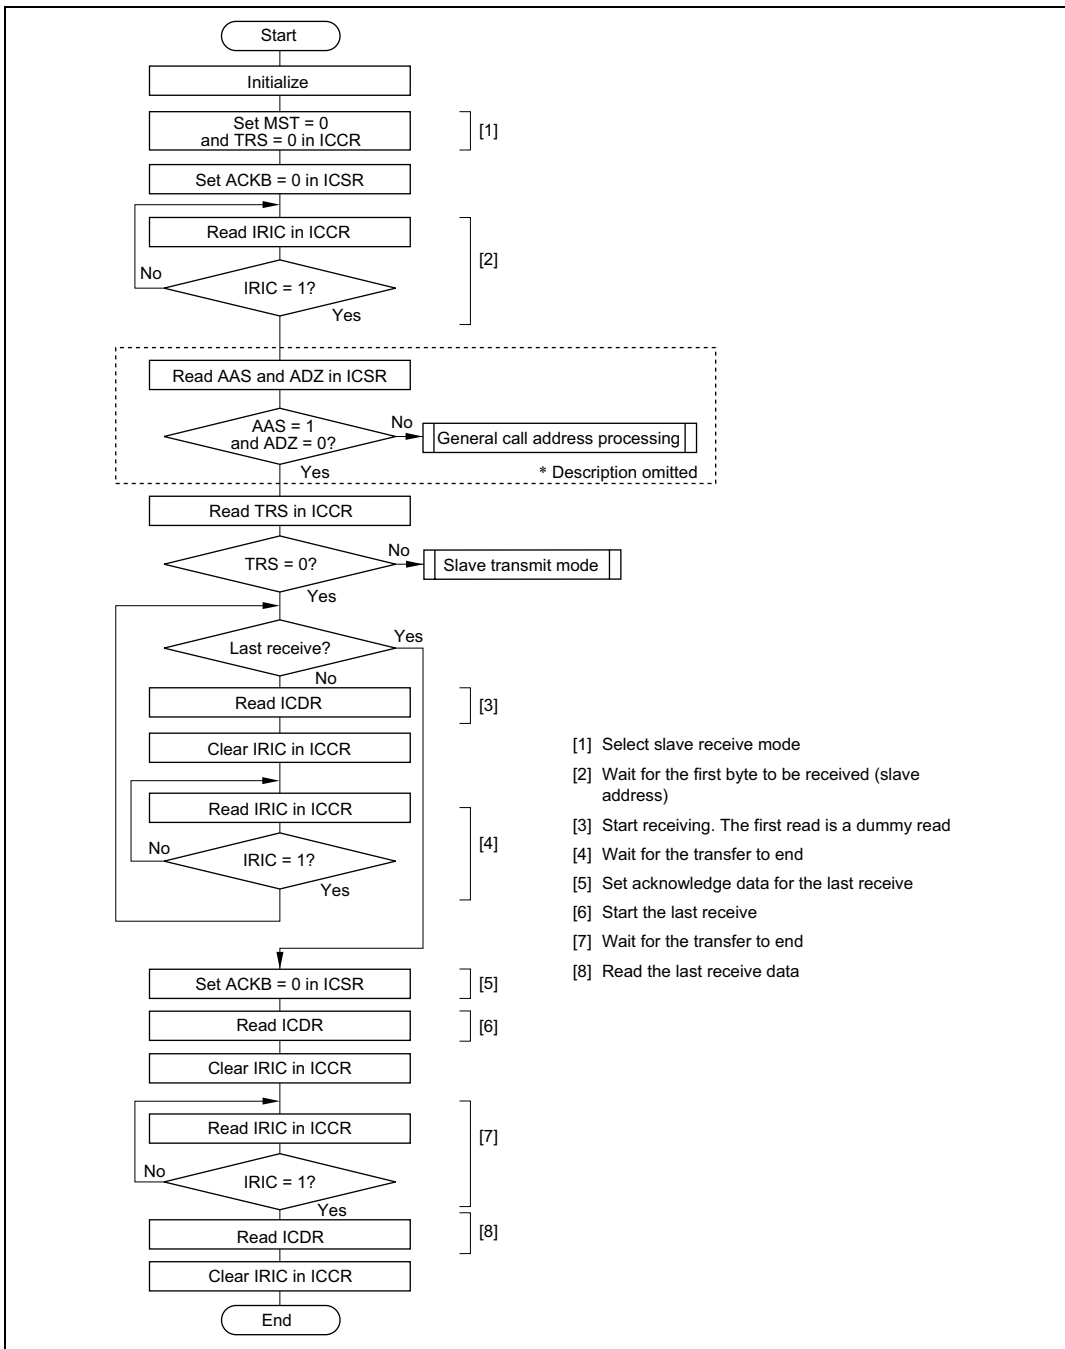 Start
Initialize
Set MST = 0
and TRS = 0 in ICCR
[1]
Set ACKB = 0 in ICSR
Read IRIC in ICCR
[2]
No
IRIC = 1?
Yes
Read AAS and ADZ in ICSR
AAS = 1
and ADZ = 0?
No
General call address processing
Yes
* Description omitted
Read TRS in ICCR
TRS = 0?
No
Slave transmit mode
Yes
Last receive?
Yes
No
Read ICDR
[3]
Clear IRIC in ICCR
Read IRIC in ICCR
[4]
No
IRIC = 1?
Yes
[1] Select slave receive mode
[2] Wait for the first byte to be received (slave
address)
[3] Start receiving. The first read is a dummy read
[4] Wait for the transfer to end
[5] Set acknowledge data for the last receive
[6] Start the last receive
[7] Wait for the transfer to end
[8] Read the last receive data
Set ACKB = 0 in ICSR
[5]
Read ICDR
[6]
Clear IRIC in ICCR
Read IRIC in ICCR
[7]
No
IRIC = 1?
Yes
Read ICDR
[8]
Clear IRIC in ICCR
End